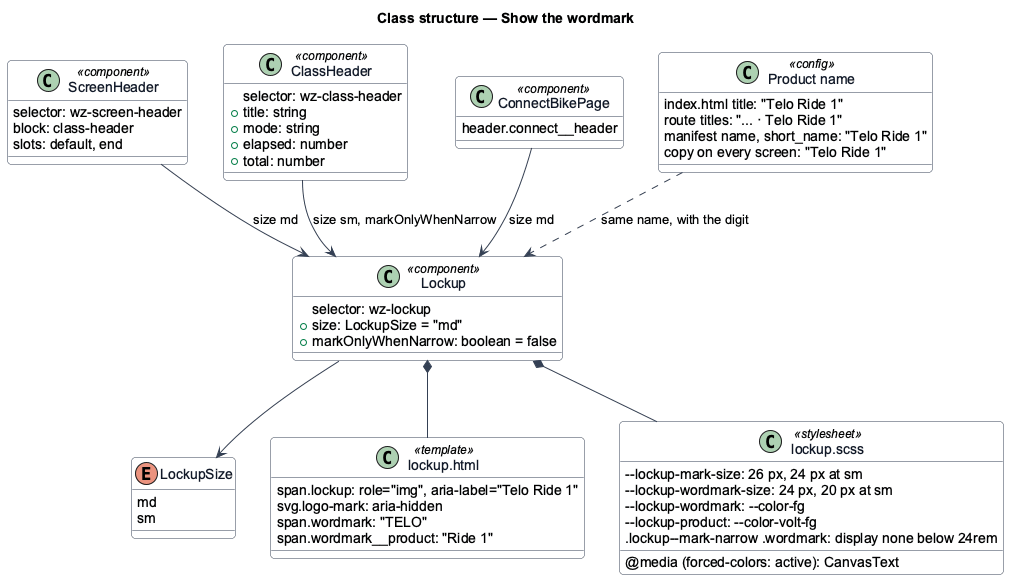 Class structure — Show the wordmark
C
«component»
ScreenHeader
selector: wz-screen-header
block: class-header
slots: default, end
C
«component»
ClassHeader
selector: wz-class-header
title: string
mode: string
elapsed: number
total: number
C
«component»
ConnectBikePage
header.connect__header
C
«config»
Product name
index.html title: "Telo Ride 1"
route titles: "... · Telo Ride 1"
manifest name, short_name: "Telo Ride 1"
copy on every screen: "Telo Ride 1"
size md
size sm, markOnlyWhenNarrow
size md
same name, with the digit
C
«component»
Lockup
selector: wz-lockup
size: LockupSize = "md"
markOnlyWhenNarrow: boolean = false
E
LockupSize
md
sm
C
«template»
lockup.html
span.lockup: role="img", aria-label="Telo Ride 1"
svg.logo-mark: aria-hidden
span.wordmark: "TELO"
span.wordmark__product: "Ride 1"
C
«stylesheet»
lockup.scss
--lockup-mark-size: 26 px, 24 px at sm
--lockup-wordmark-size: 24 px, 20 px at sm
--lockup-wordmark: --color-fg
--lockup-product: --color-volt-fg
.lockup--mark-narrow .wordmark: display none below 24rem
@media (forced-colors: active): CanvasText